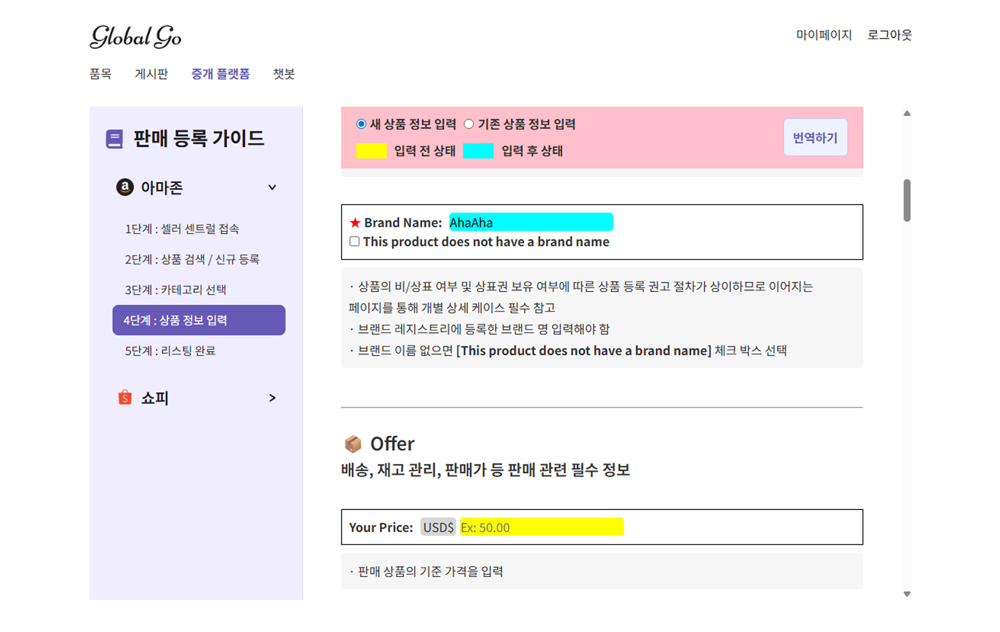 Global Go
마이페이지 로그아웃
품목 게시판 중개 플랫폼 챗봇
판매 등록 가이드
아마존
1단계 : 셀러 센트럴 접속
2단계 : 상품 검색 / 신규 등록
3단계 : 카테고리 선택
4단계 : 상품 정보 입력
5단계 : 리스팅 완료
쇼피
새 상품 정보 입력 기존 상품 정보 입력
입력 전 상태 입력 후 상태
번역하기
★ Brand Name: AhaAha
This product does not have a brand name
· 상품의 비/상표 여부 및 상표권 보유 여부에 따른 상품 등록 권고 절차가 상이하므로 이어지는
페이지를 통해 개별 상세 케이스 필수 참고
· 브랜드 레지스트리에 등록한 브랜드 명 입력해야 함
· 브랜드 이름 없으면 [This product does not have a brand name] 체크 박스 선택
Offer
배송, 재고 관리, 판매가 등 판매 관련 필수 정보
Your Price: USD$ Ex: 50.00
· 판매 상품의 기준 가격을 입력